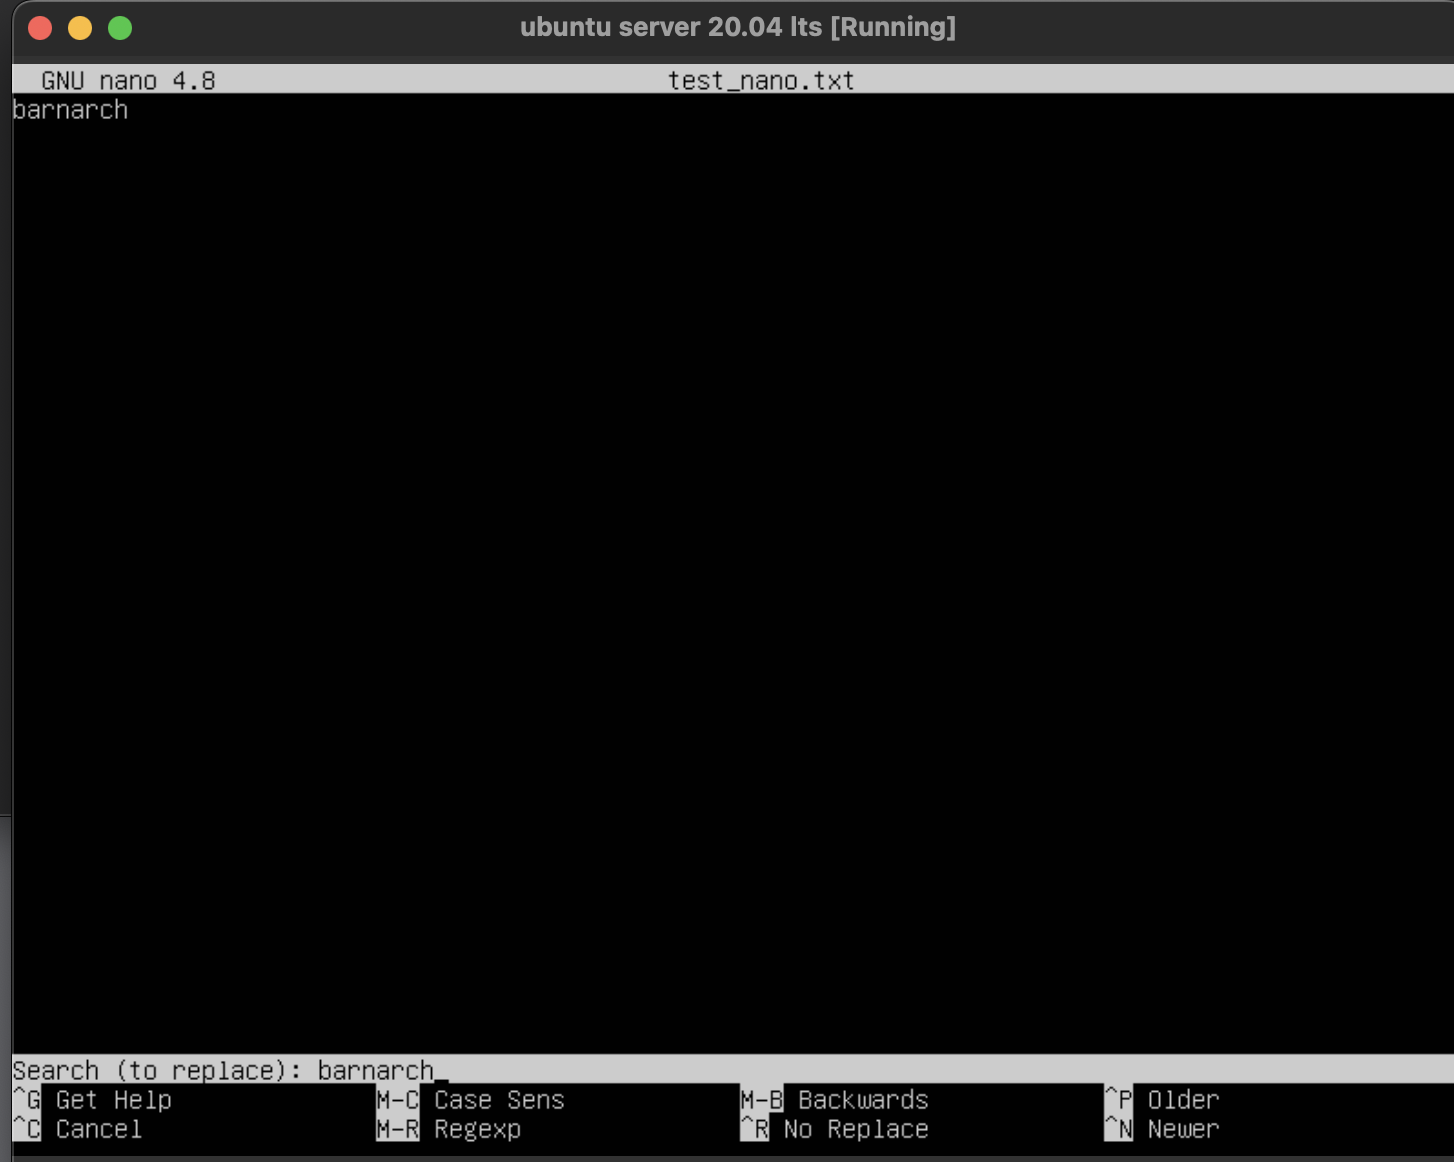 ubuntu server 20.04 lts [Running]
GNU nano 4.8 test_nano.txt
barnarch
Search (to replace): barnarch_
^G Get Help M-C Case Sens M-B Backwards ^P Older
^C Cancel M-R Regexp ^R No Replace ^N Newer